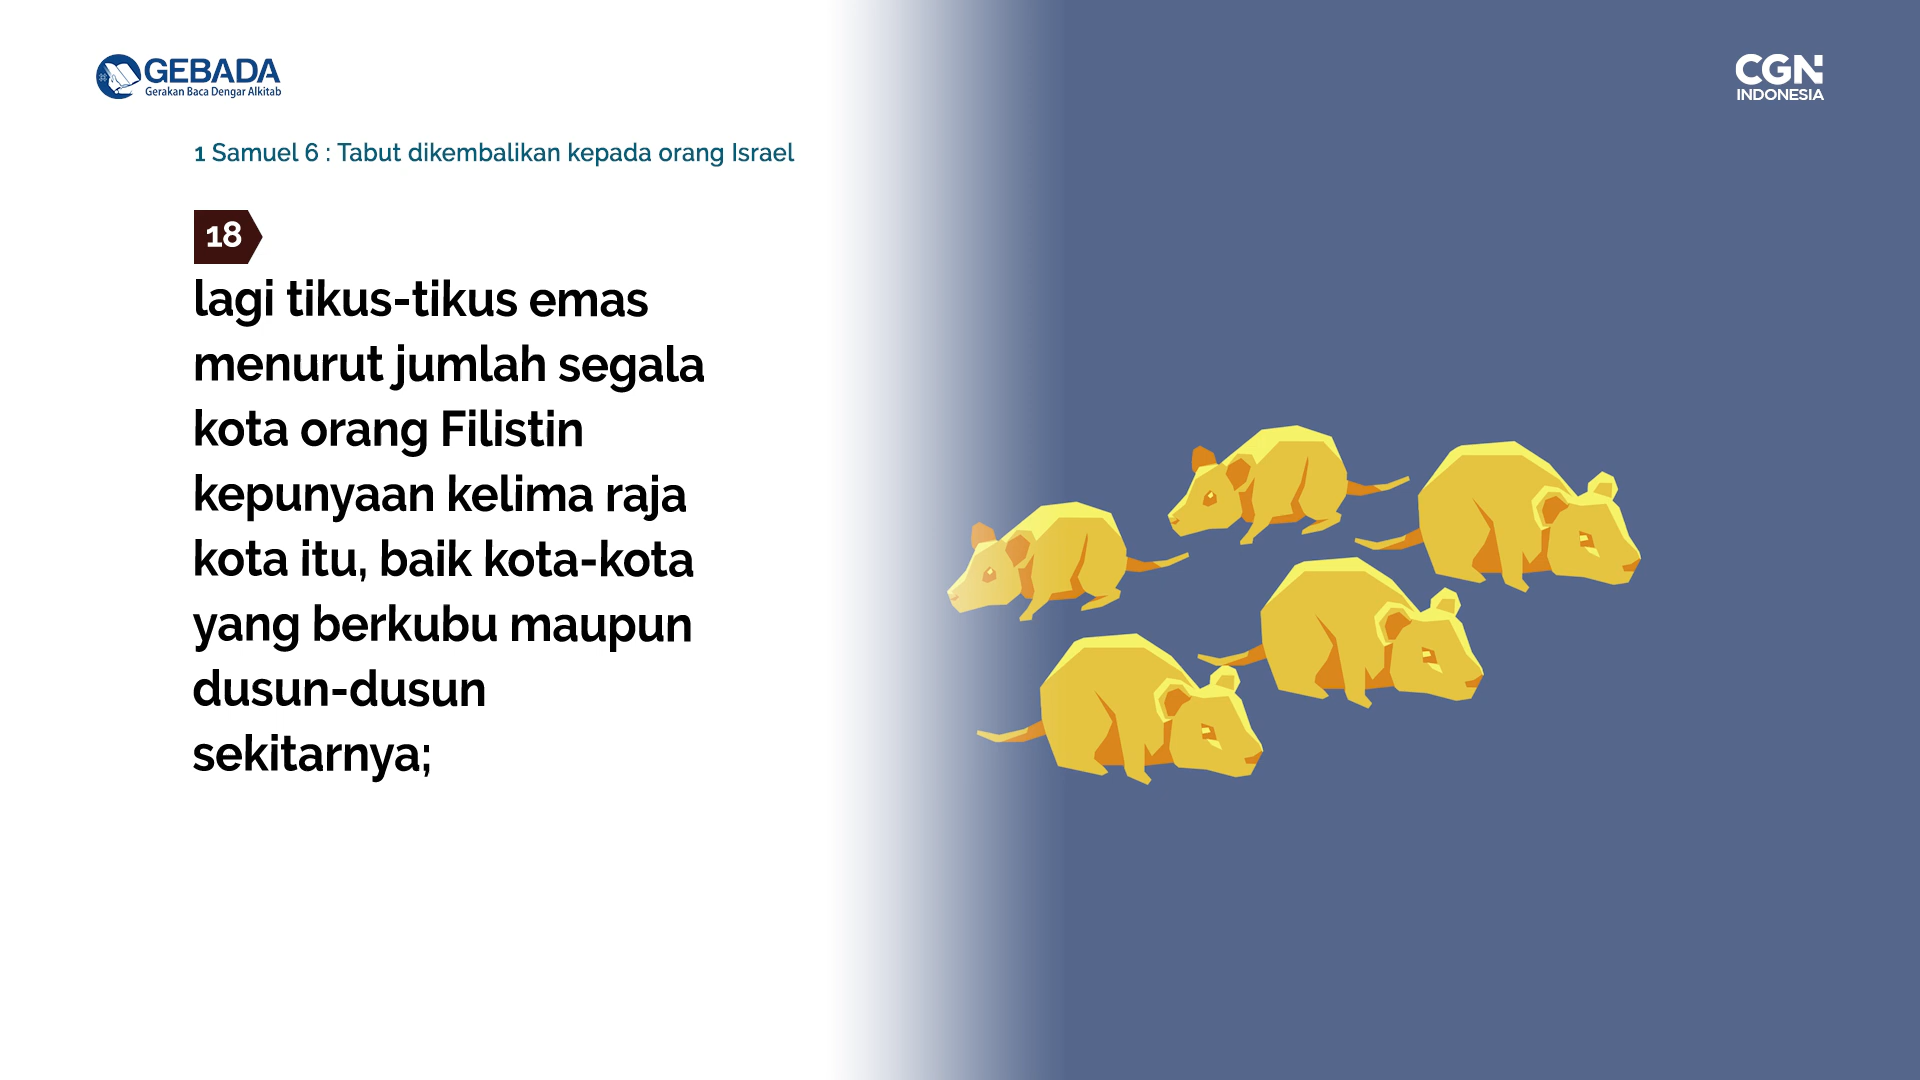 GEBADA
Gerakan Baca Dengar Alkitab
CGN
INDONESIA
1 Samuel 6 : Tabut dikembalikan kepada orang Israel
18
lagi tikus-tikus emas
menurut jumlah segala
kota orang Filistin
kepunyaan kelima raja
kota itu, baik kota-kota
yang berkubu maupun
dusun-dusun
sekitarnya;